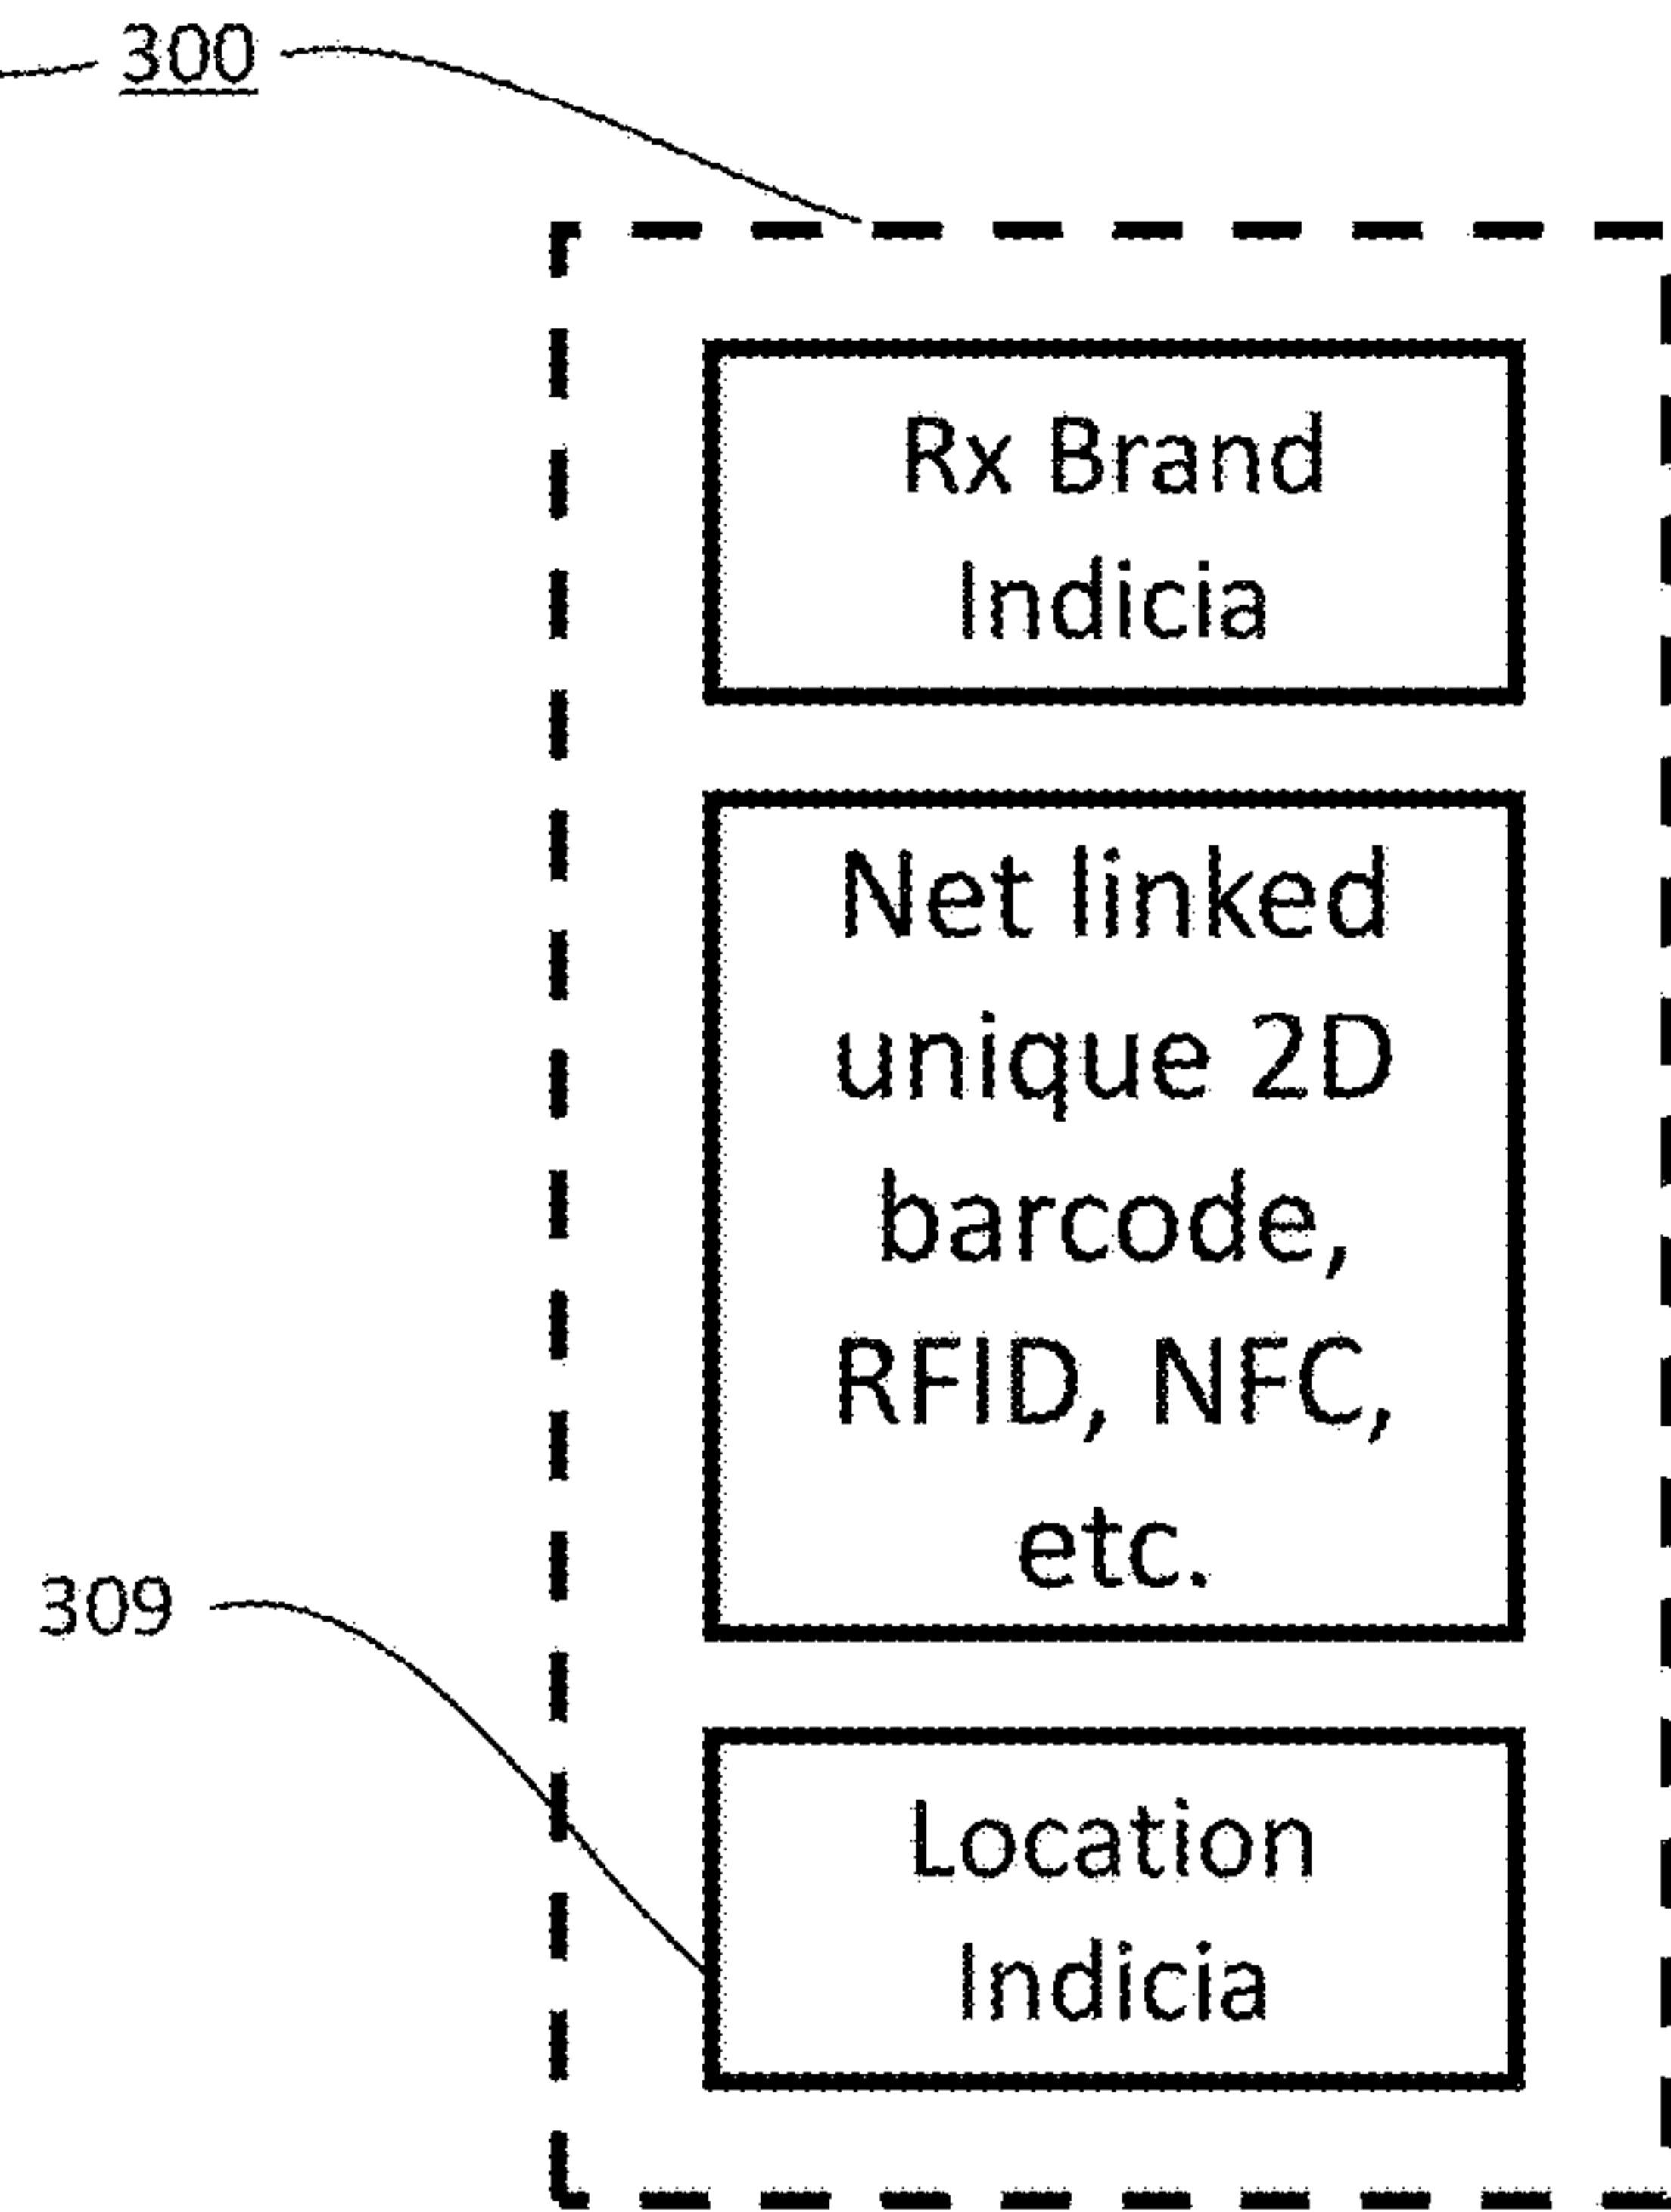 300
Rx Brand
Indicia
Net linked
unique 2D
barcode,
RFID, NFC,
etc.
309
Location
Indicia